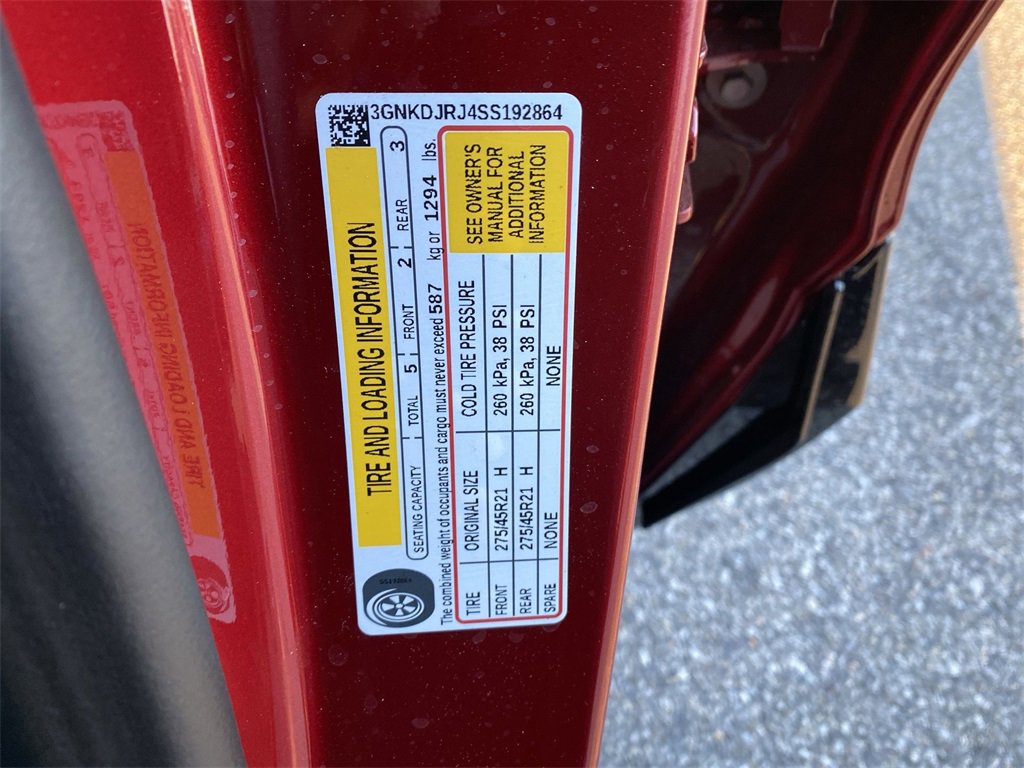 3GNKDJRJ4SS192864
TIRE AND LOADING INFORMATION
SEATING CAPACITY TOTAL 5 FRONT 2 REAR 3
The combined weight of occupants and cargo must never exceed 587 kg or 1294 lbs.
TIRE ORIGINAL SIZE COLD TIRE PRESSURE
FRONT 275/45R21 H 260 kPa, 38 PSI
REAR 275/45R21 H 260 kPa, 38 PSI
SPARE NONE NONE
SEE OWNER'S
MANUAL FOR
ADDITIONAL
INFORMATION